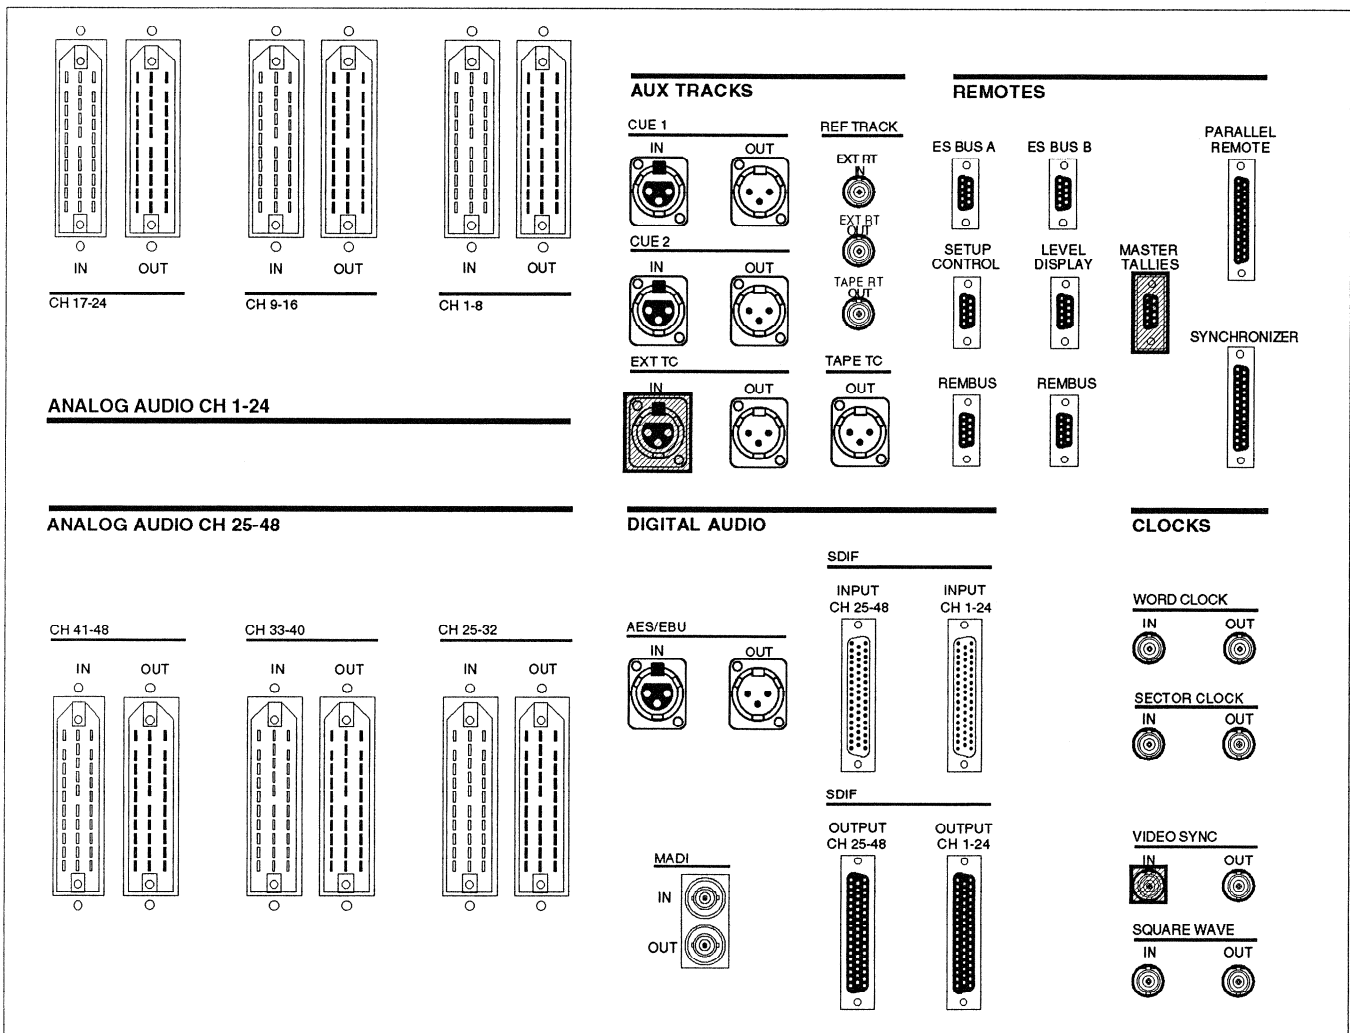 IN OUT
CH 17-24
IN OUT
CH 9-16
IN OUT
CH 1-8
ANALOG AUDIO CH 1-24
AUX TRACKS
CUE 1
IN OUT
CUE 2
IN OUT
EXT TC
IN OUT
REF TRACK
EXT RT
IN
EXT RT
OUT
TAPE RT
OUT
TAPE TC
OUT
REMOTES
ES BUS A
ES BUS B
PARALLEL
REMOTE
SETUP
CONTROL
LEVEL
DISPLAY
MASTER
TALLIES
SYNCHRONIZER
REMBUS
REMBUS
ANALOG AUDIO CH 25-48
CH 41-48
IN OUT
CH 33-40
IN OUT
CH 25-32
IN OUT
DIGITAL AUDIO
AES/EBU
IN OUT
MADI
IN
OUT
SDIF
INPUT
CH 25-48
INPUT
CH 1-24
SDIF
OUTPUT
CH 25-48
OUTPUT
CH 1-24
CLOCKS
WORD CLOCK
IN OUT
SECTOR CLOCK
IN OUT
VIDEO SYNC
IN OUT
SQUARE WAVE
IN OUT